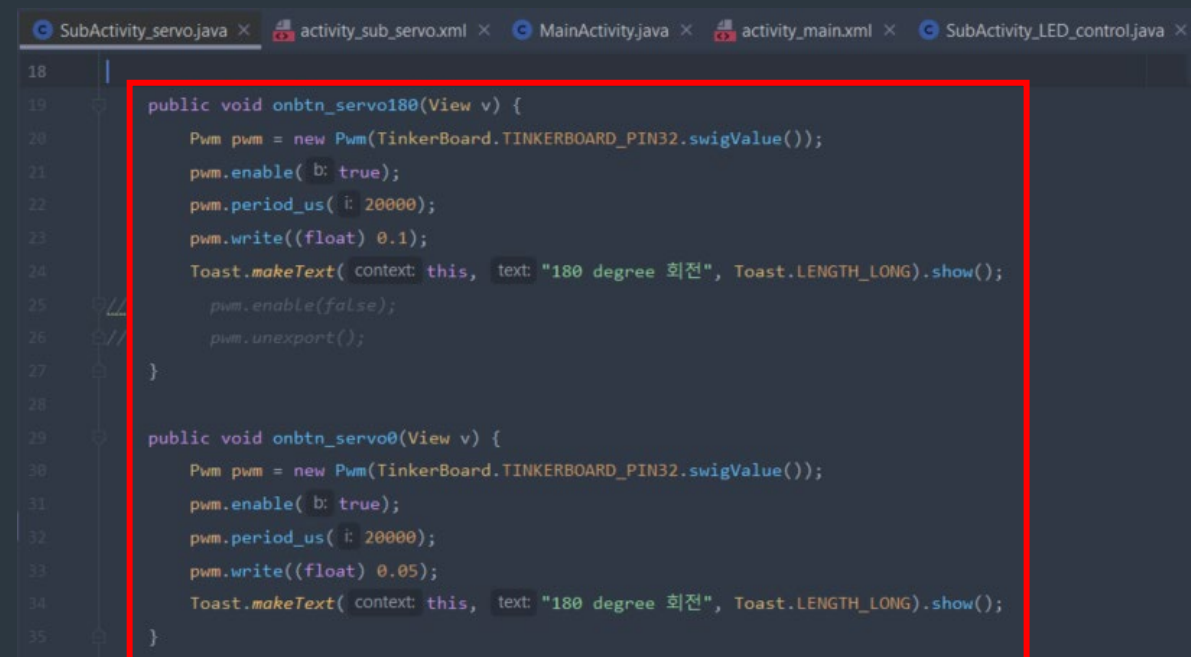 SubActivity_servo.java × activity_sub_servo.xml × MainActivity.java × activity_main.xml × SubActivity_LED_control.java ×
18
19 public void onbtn_servo180(View v) {
20 Pwm pwm = new Pwm(TinkerBoard.TINKERBOARD_PIN32.swigValue());
21 pwm.enable( b: true);
22 pwm.period_us( i: 20000);
23 pwm.write((float) 0.1);
24 Toast.makeText( context: this, text: "180 degree 회전", Toast.LENGTH_LONG).show();
25 // pwm.enable(false);
26 // pwm.unexport();
27 }
28
29 public void onbtn_servo0(View v) {
30 Pwm pwm = new Pwm(TinkerBoard.TINKERBOARD_PIN32.swigValue());
31 pwm.enable( b: true);
32 pwm.period_us( i: 20000);
33 pwm.write((float) 0.05);
34 Toast.makeText( context: this, text: "180 degree 회전", Toast.LENGTH_LONG).show();
35 }